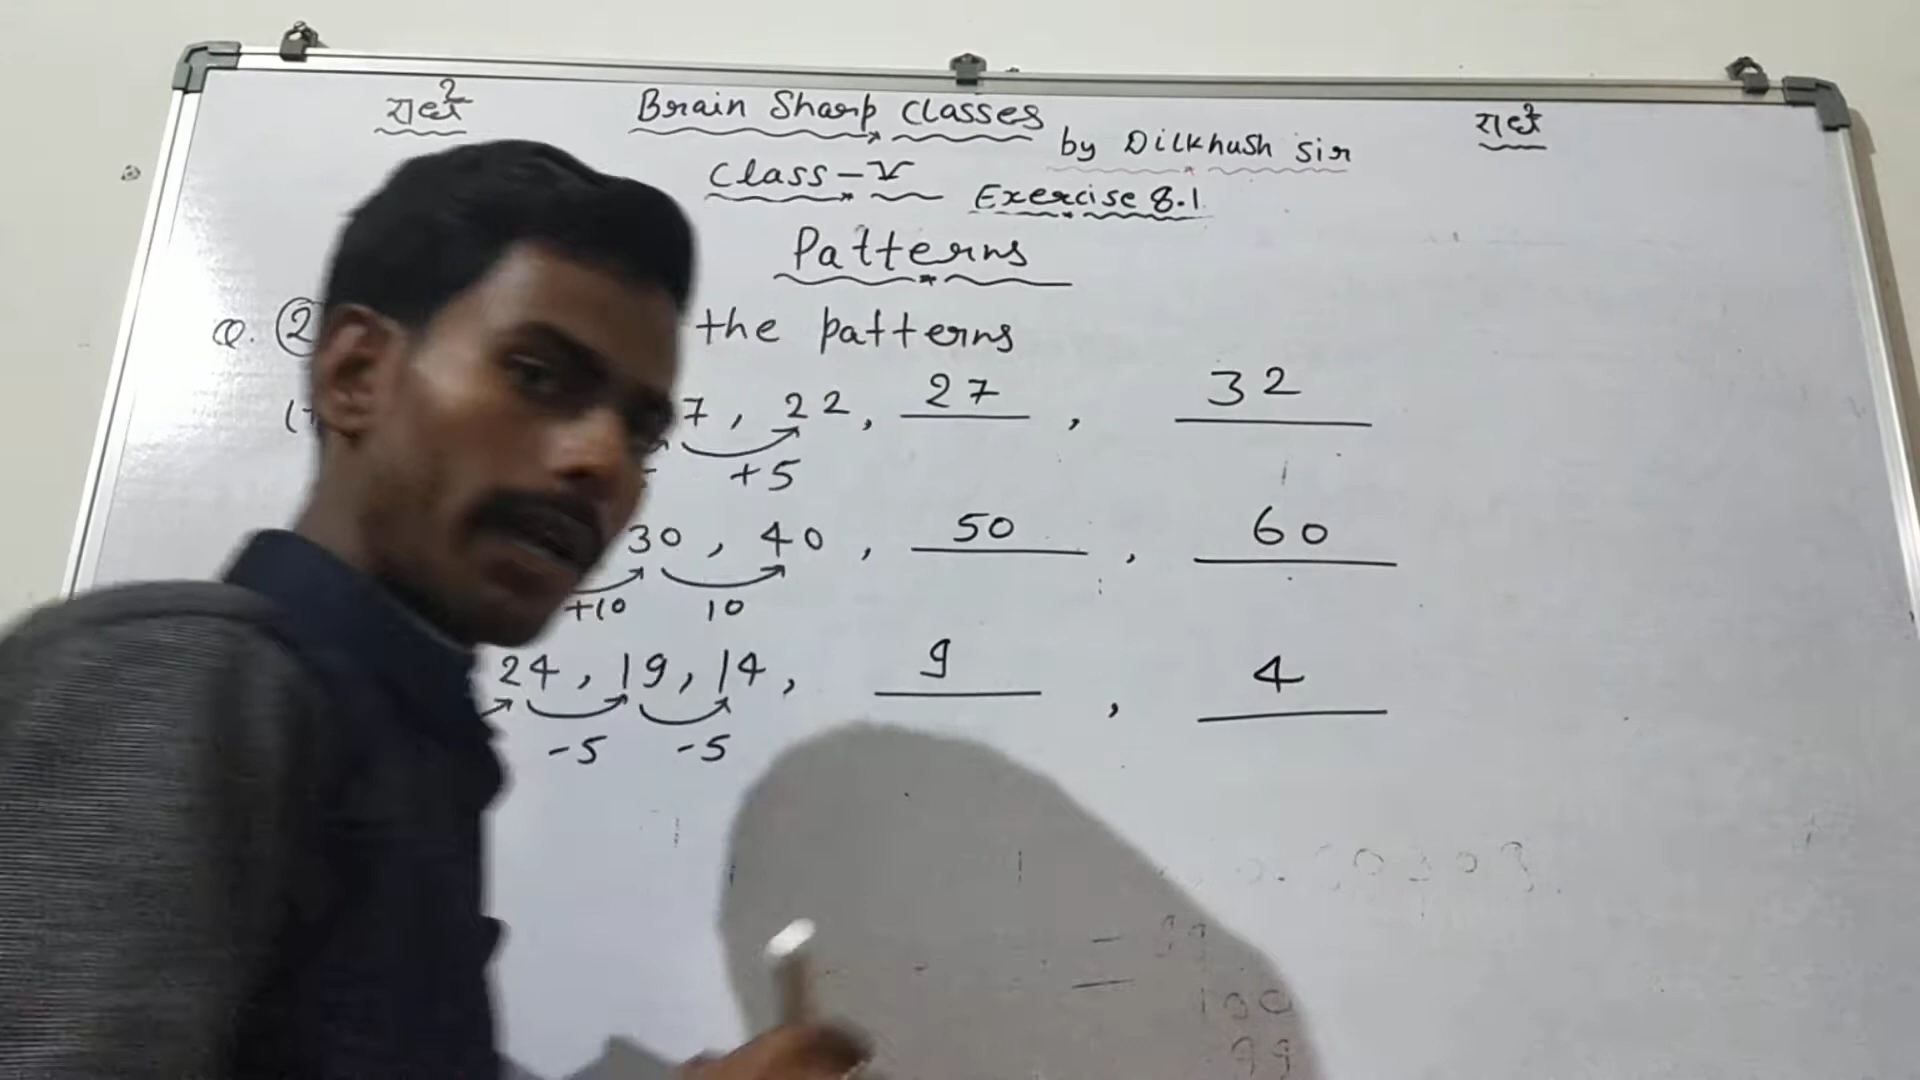 राधे राधे
Brain Sharp Classes
by Dilkhush sir
Class-V
Exercise 8.1
Patterns
Q. 2 the patterns
7, 22, 27, 32
+5
30, 40, 50, 60
+10 10
24, 19, 14, 9, 4
-5 -5